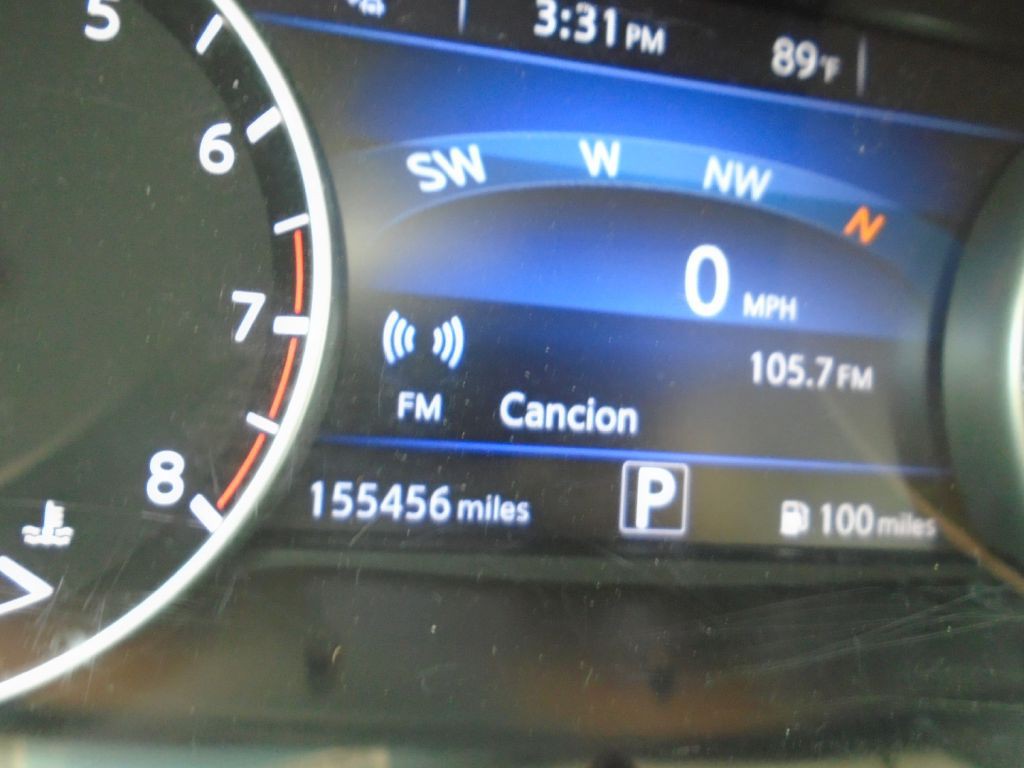 5
6
7
8
3:31 PM
89°F
SW W NW N
0 MPH
105.7 FM
FM
Cancion
155456 miles
P
100 miles